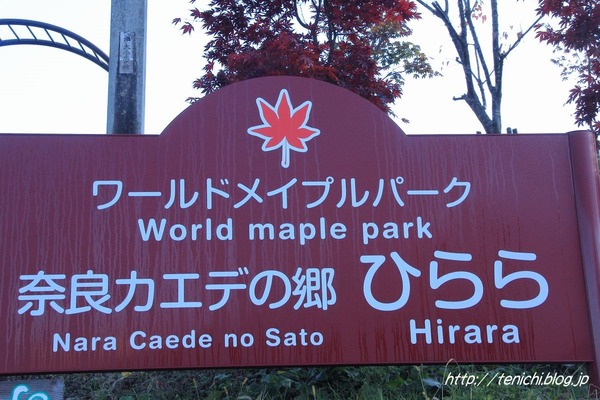 ワールドメイプルパーク
World maple park
奈良カエデの郷 ひらら
Nara Caede no Sato Hirara
http://tenichi.blog.jp